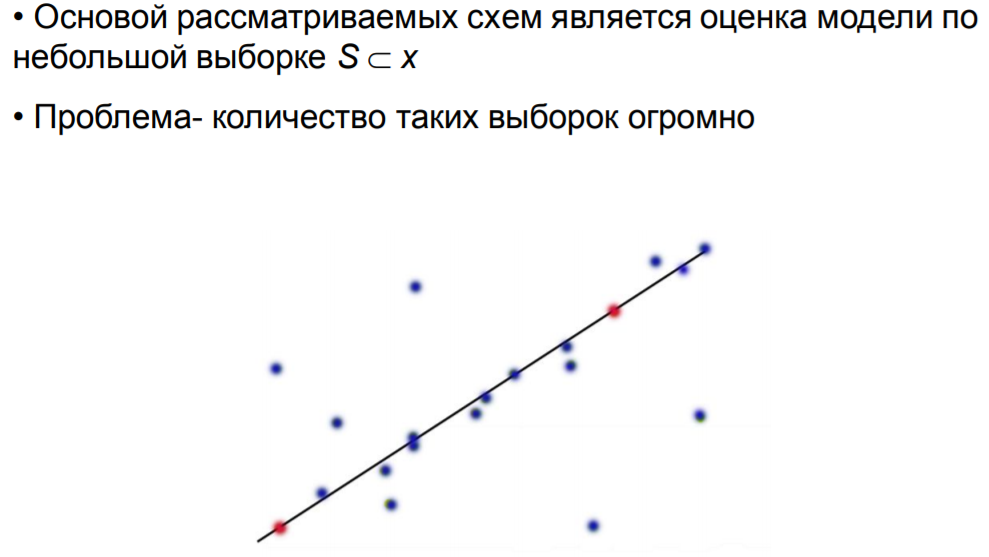 • Основой рассматриваемых схем является оценка модели по
небольшой выборке S ⊂ x
• Проблема- количество таких выборок огромно